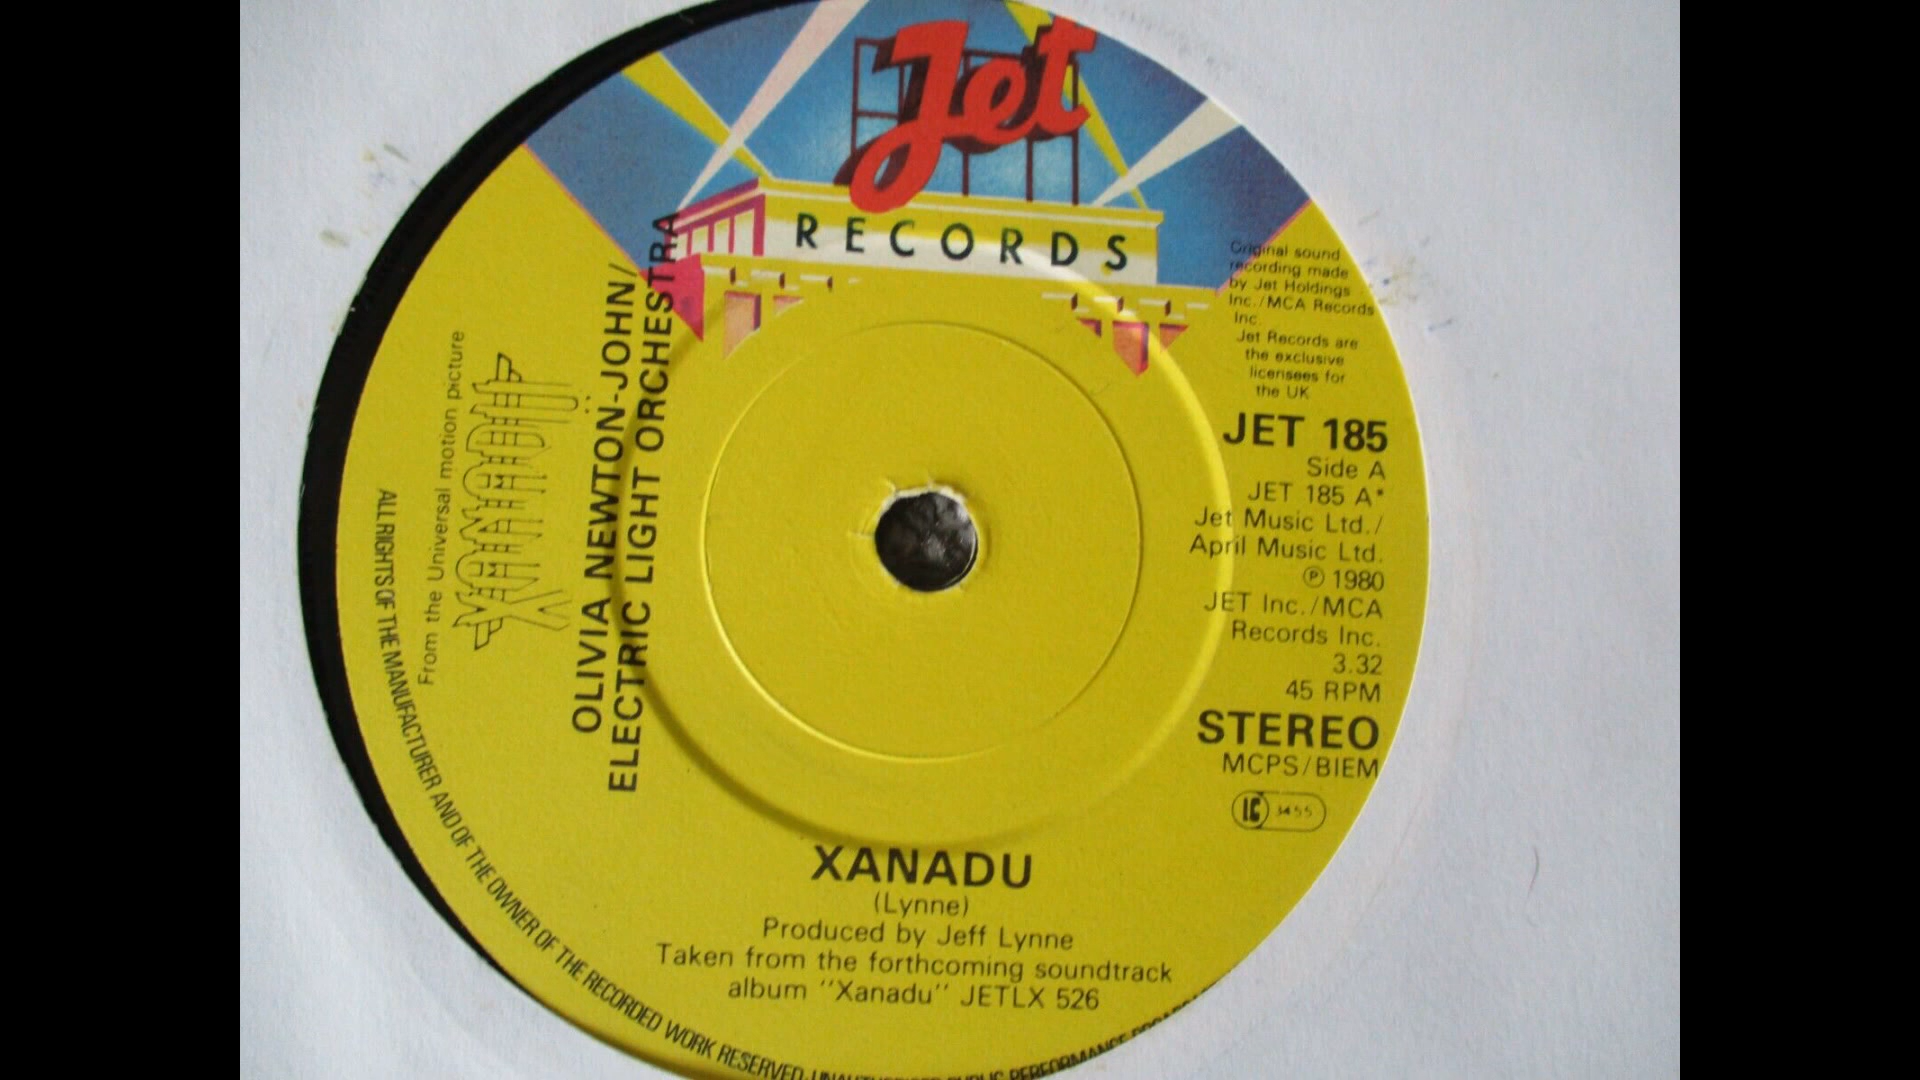 Jet
RECORDS
Original sound
recording made
by Jet Holdings
Inc./MCA Records
Inc.
Jet Records are
the exclusive
licensees for
the UK
JET 185
Side A
JET 185 A*
Jet Music Ltd./
April Music Ltd.
℗ 1980
JET Inc./MCA
Records Inc.
3.32
45 RPM
STEREO
MCPS/BIEM
LC 3455
From the Universal motion picture
XANADU
OLIVIA NEWTON-JOHN/
ELECTRIC LIGHT ORCHESTRA
XANADU
(Lynne)
Produced by Jeff Lynne
Taken from the forthcoming soundtrack
album "Xanadu" JETLX 526
ALL RIGHTS OF THE MANUFACTURER AND OF THE OWNER OF THE RECORDED WORK RESERVED. PUBLIC PERFORMANCE